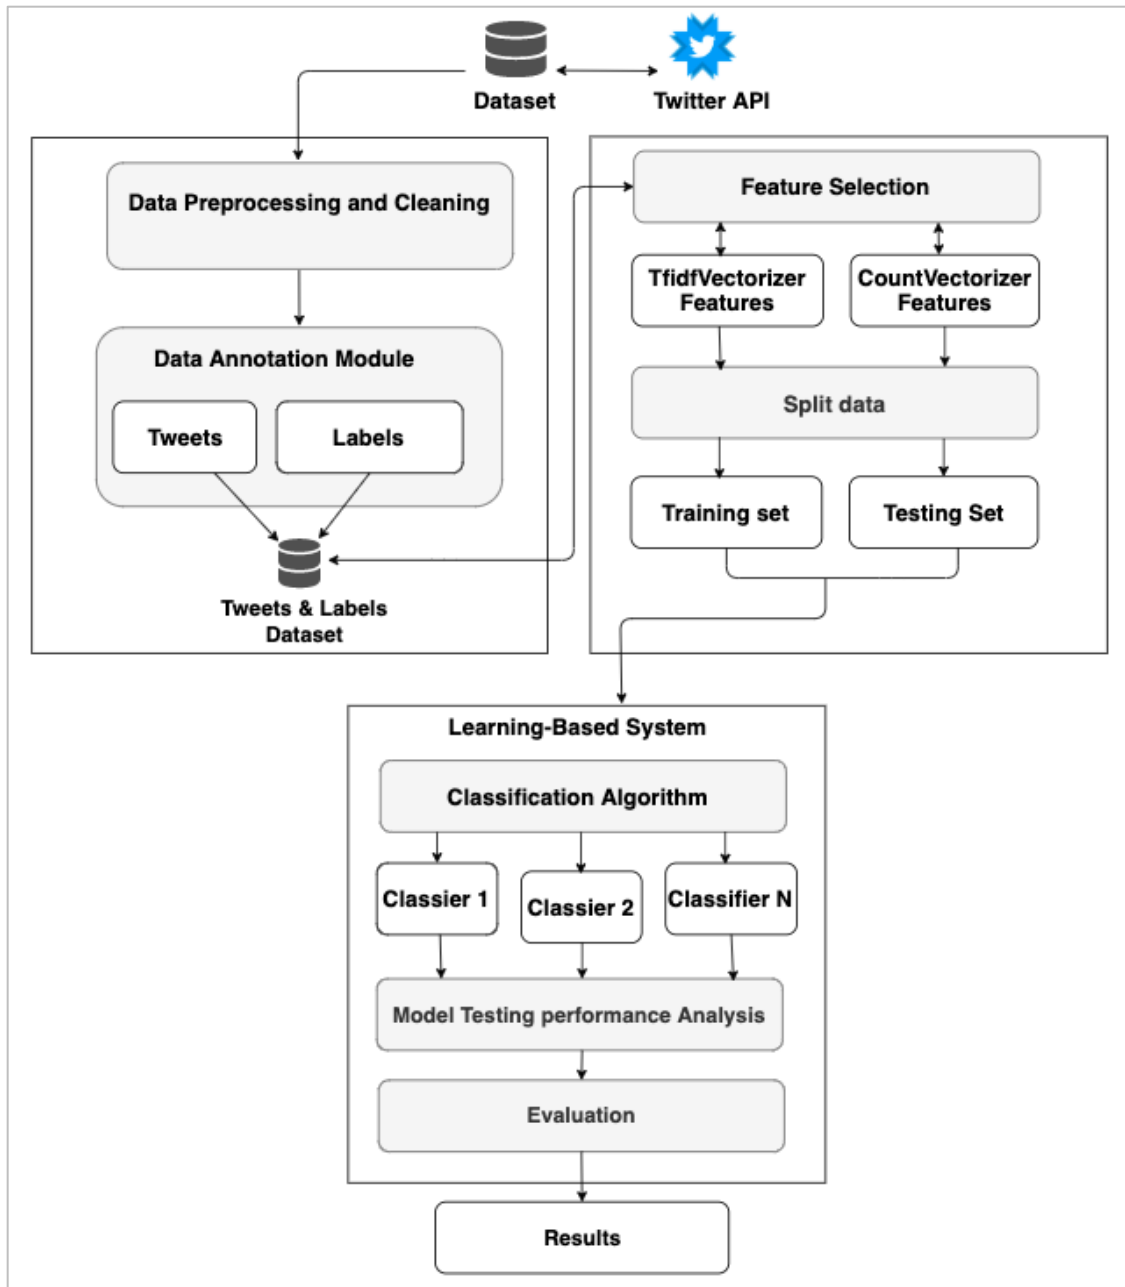 Dataset
Twitter API
Data Preprocessing and Cleaning
Data Annotation Module
Tweets
Labels
Tweets & Labels
Dataset
Feature Selection
TfidfVectorizer
Features
CountVectorizer
Features
Split data
Training set
Testing Set
Learning-Based System
Classification Algorithm
Classier 1
Classier 2
Classifier N
Model Testing performance Analysis
Evaluation
Results